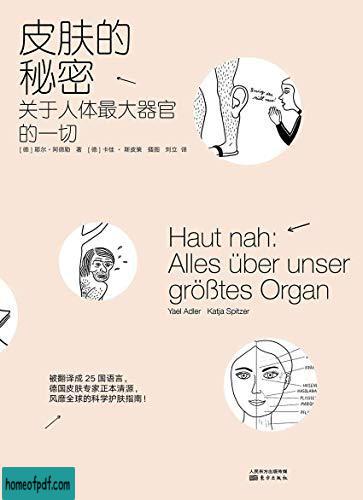 皮肤的
秘密
关于人体最大器官
的一切
[德]耶尔·阿德勒 著 [德]卡佳·斯皮策 插图 刘立 译
Haut nah:
Alles über unser
größtes Organ
Yael Adler Katja Spitzer
被翻译成25国语言,
德国皮肤专家正本清源,
风靡全球的科学护肤指南!
人民东方出版传媒
东方出版社
homeofpdf.com